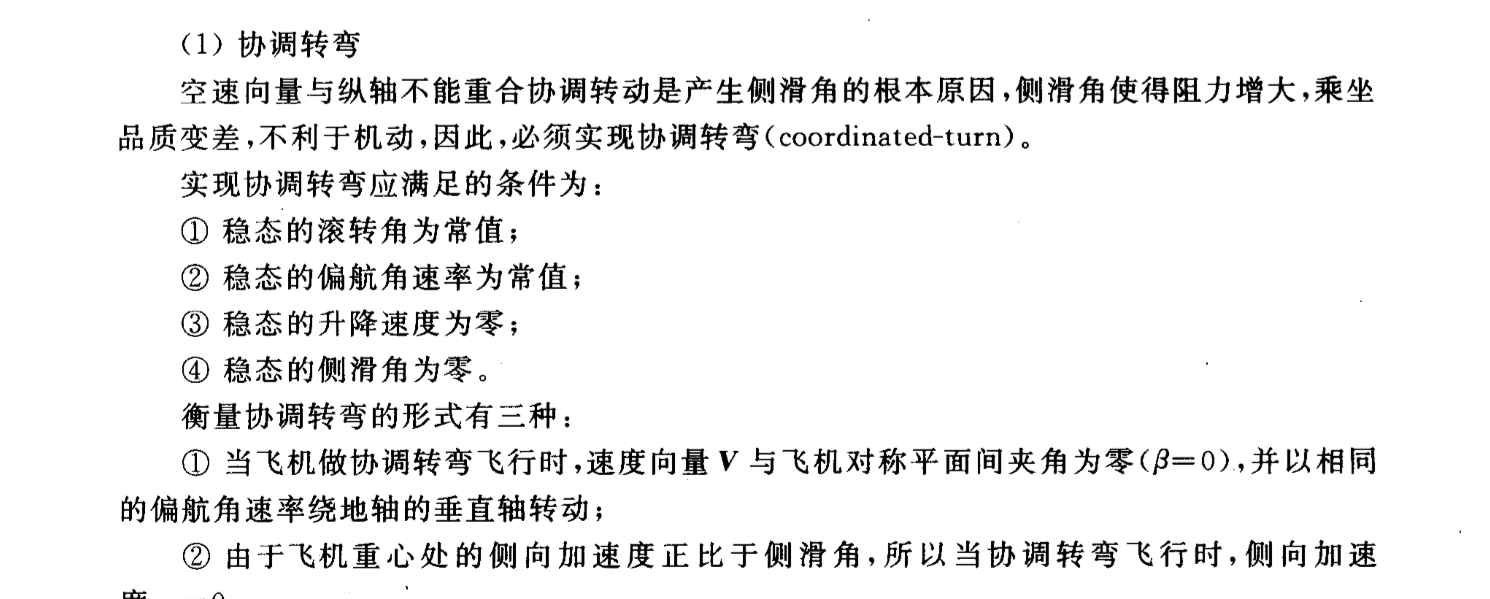 (1) 协调转弯
空速向量与纵轴不能重合协调转动是产生侧滑角的根本原因,侧滑角使得阻力增大,乘坐
品质变差,不利于机动,因此,必须实现协调转弯(coordinated-turn)。
实现协调转弯应满足的条件为:
① 稳态的滚转角为常值;
② 稳态的偏航角速率为常值;
③ 稳态的升降速度为零;
④ 稳态的侧滑角为零。
衡量协调转弯的形式有三种:
① 当飞机做协调转弯飞行时,速度向量 V 与飞机对称平面间夹角为零(β=0),并以相同
的偏航角速率绕地轴的垂直轴转动;
② 由于飞机重心处的侧向加速度正比于侧滑角,所以当协调转弯飞行时,侧向加速